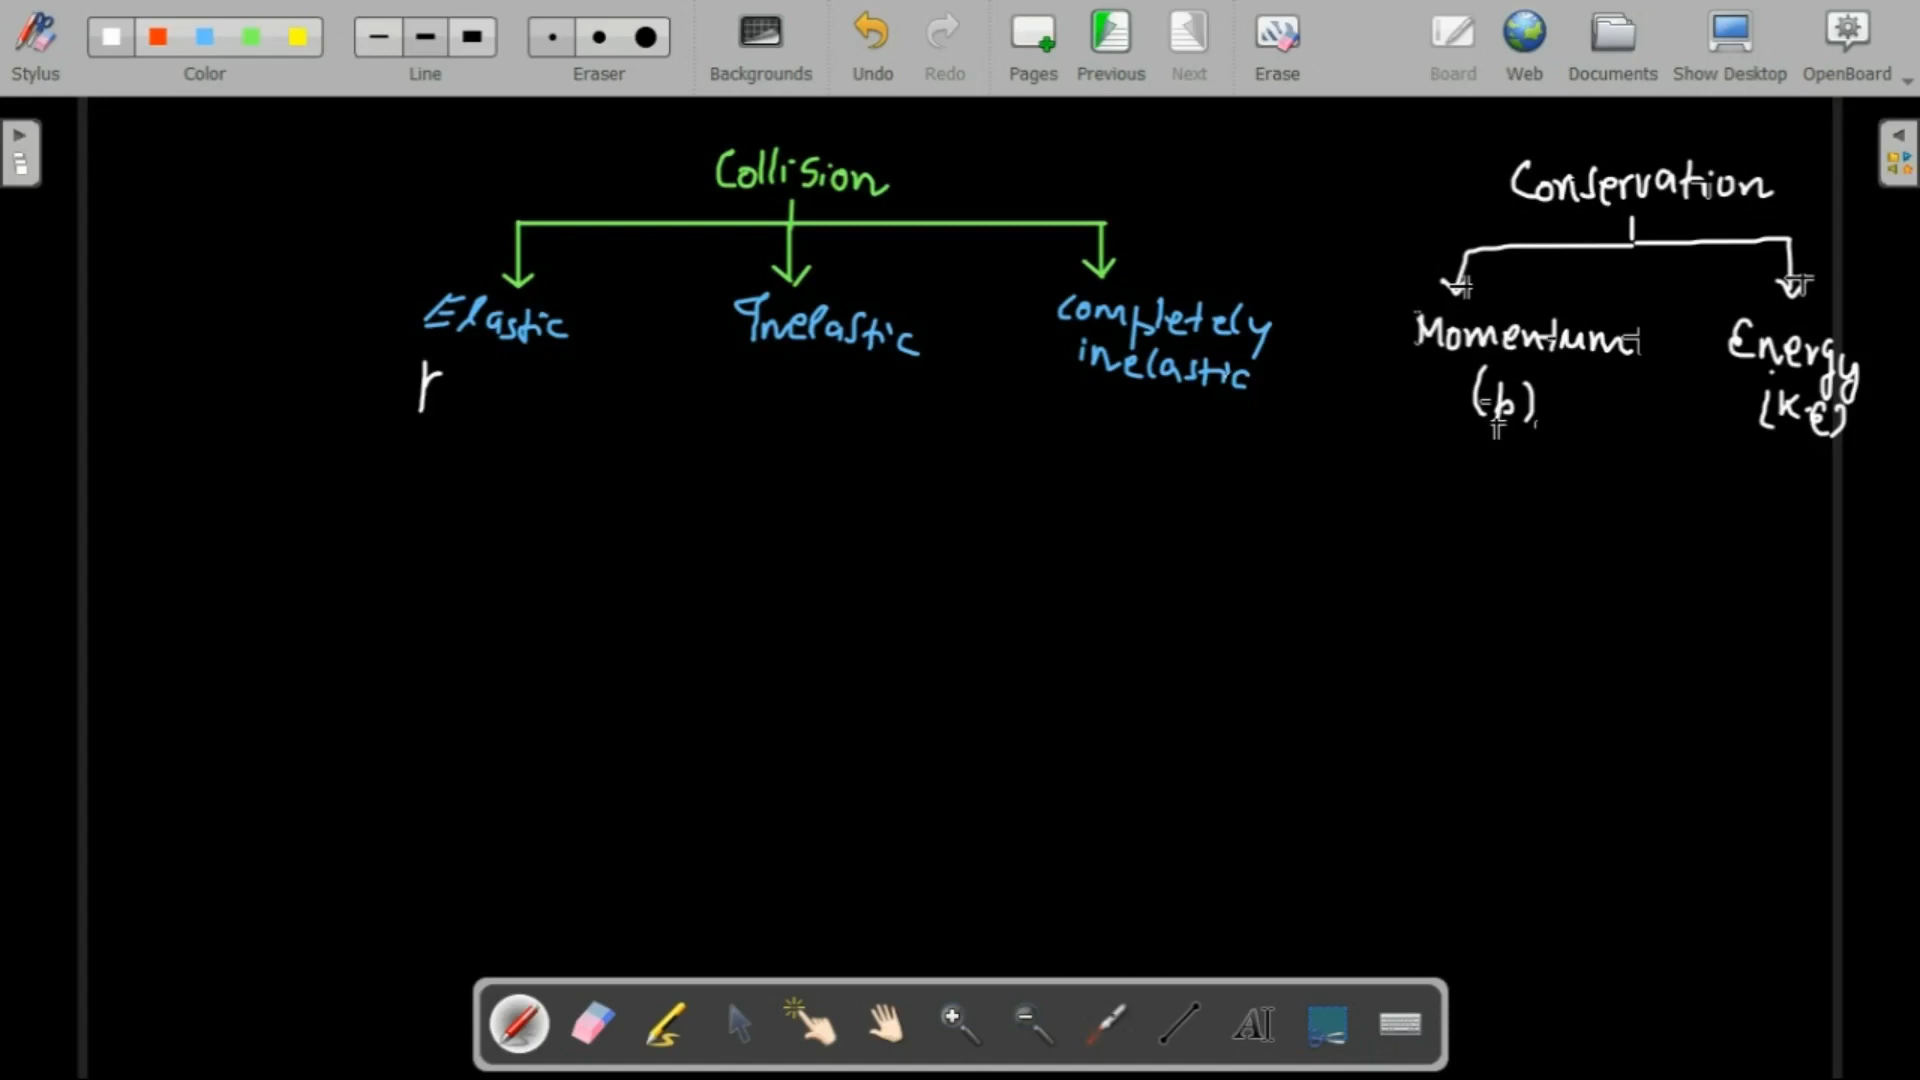 Stylus Color Line Eraser Backgrounds Undo Redo Pages Previous Next Erase Board Web Documents Show Desktop OpenBoard
Collision
Elastic Inelastic Completely
inelastic
Conservation
Momentum Energy
(p) (K.E)